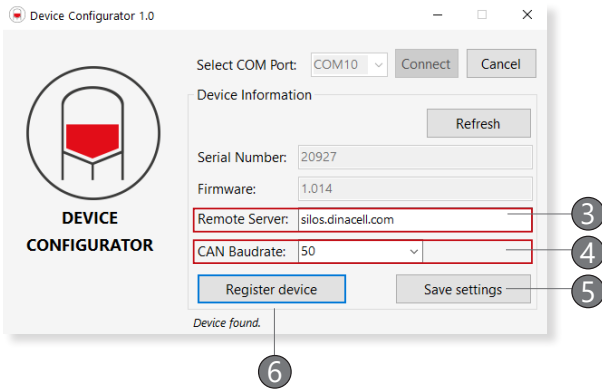 Device Configurator 1.0
Select COM Port: COM10 Connect Cancel
Device Information
Refresh
Serial Number: 20927
Firmware: 1.014
Remote Server: silos.dinacell.com 3
CAN Baudrate: 50 4
Register device Save settings 5
Device found.
DEVICE
CONFIGURATOR
6